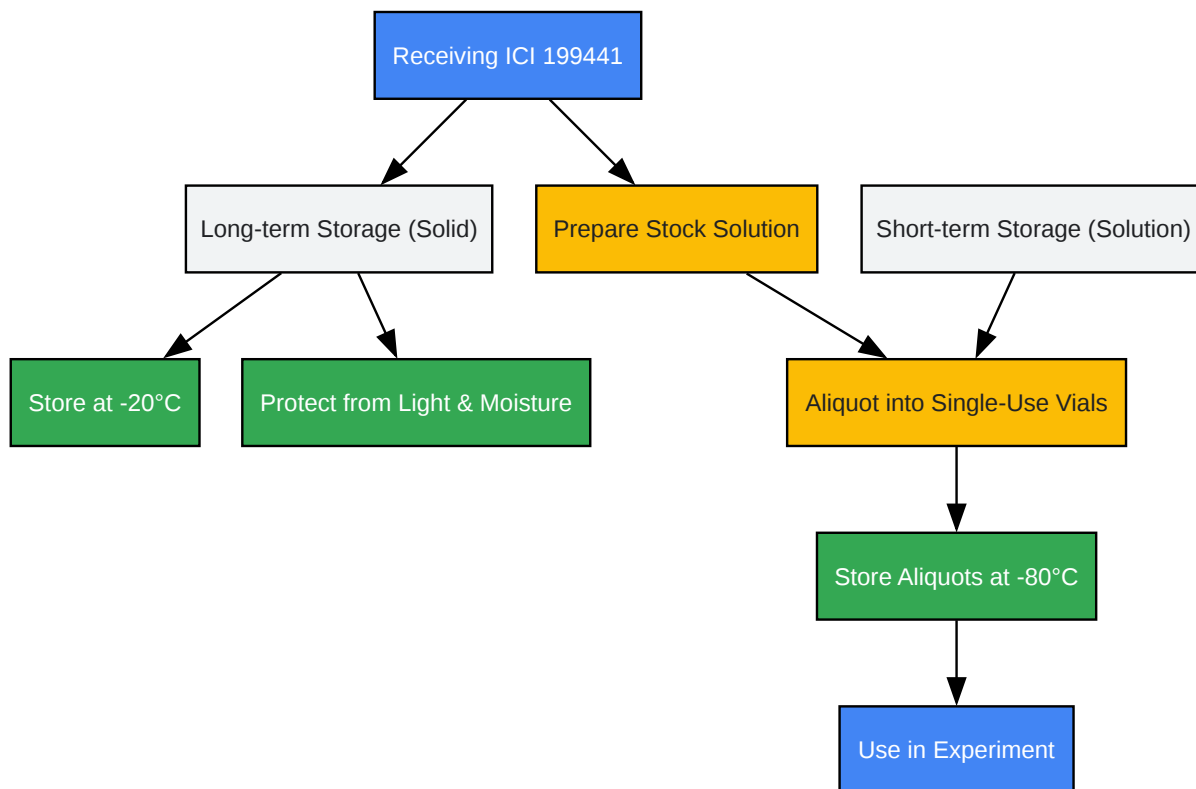 Receiving ICI 199441
Long-term Storage (Solid)
Prepare Stock Solution
Short-term Storage (Solution)
Store at -20°C
Protect from Light & Moisture
Aliquot into Single-Use Vials
Store Aliquots at -80°C
Use in Experiment